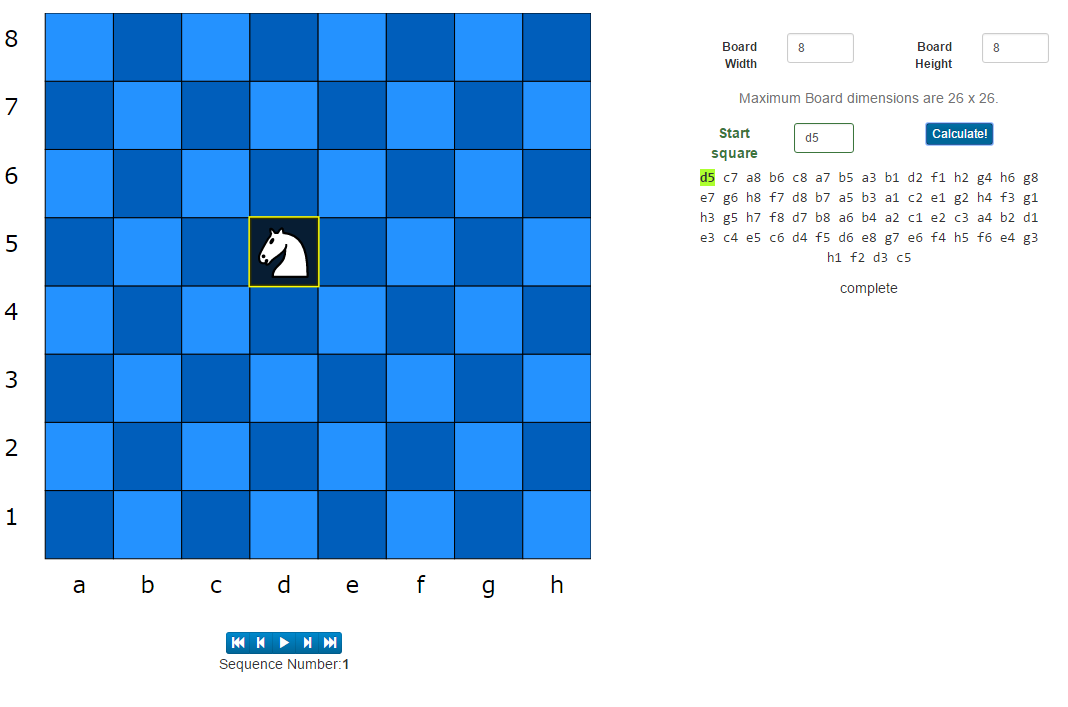 8
7
6
5
4
3
2
1
a b c d e f g h
Sequence Number:1
Board Width
8
Board Height
8
Maximum Board dimensions are 26 x 26.
Start square
d5
Calculate!
d5 c7 a8 b6 c8 a7 b5 a3 b1 d2 f1 h2 g4 h6 g8
e7 g6 h8 f7 d8 b7 a5 b3 a1 c2 e1 g2 h4 f3 g1
h3 g5 h7 f8 d7 b8 a6 b4 a2 c1 e2 c3 a4 b2 d1
e3 c4 e5 c6 d4 f5 d6 e8 g7 e6 f4 h5 f6 e4 g3
h1 f2 d3 c5
complete